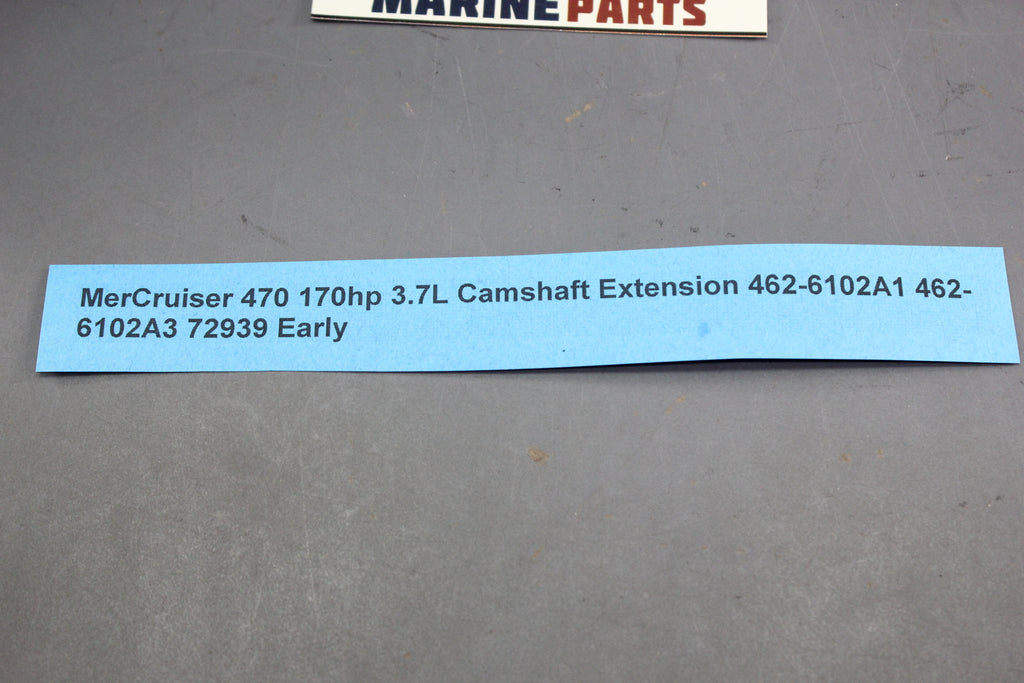 MARINE PARTS
MerCruiser 470 170hp 3.7L Camshaft Extension 462-6102A1 462-
6102A3 72939 Early